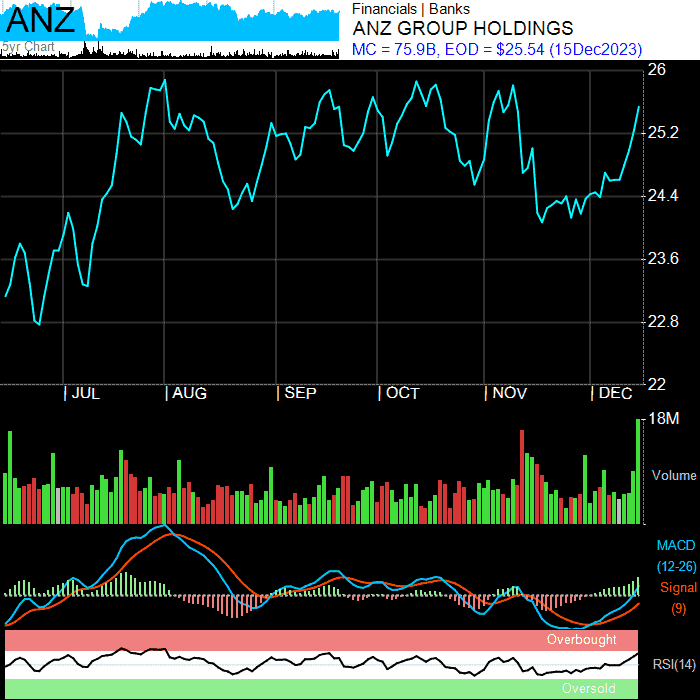 ANZ
5yr Chart
Financials | Banks
ANZ GROUP HOLDINGS
MC = 75.9B, EOD = $25.54 (15Dec2023)
26
25.2
24.4
23.6
22.8
22
| JUL | AUG | SEP | OCT | NOV | DEC
18M
Volume
MACD
(12-26)
Signal
(9)
Overbought
RSI(14)
Oversold